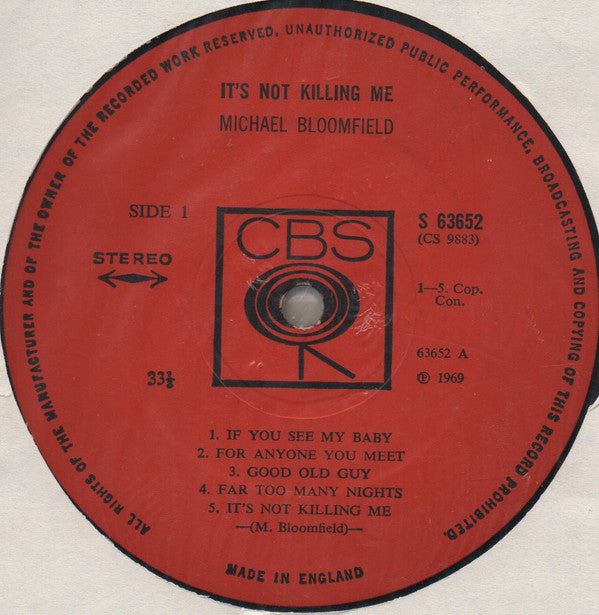 ALL RIGHTS OF THE MANUFACTURER AND OF THE OWNER OF THE RECORDED WORK RESERVED. UNAUTHORIZED PUBLIC PERFORMANCE, BROADCASTING AND COPYING OF THIS RECORD PROHIBITED.
IT'S NOT KILLING ME
MICHAEL BLOOMFIELD
SIDE 1
CBS
S 63652
(CS 9883)
STEREO
1—5. Cop.
Con.
63652 A
33⅓
℗ 1969
1. IF YOU SEE MY BABY
2. FOR ANYONE YOU MEET
3. GOOD OLD GUY
4. FAR TOO MANY NIGHTS
5. IT'S NOT KILLING ME
—(M. Bloomfield)—
MADE IN ENGLAND